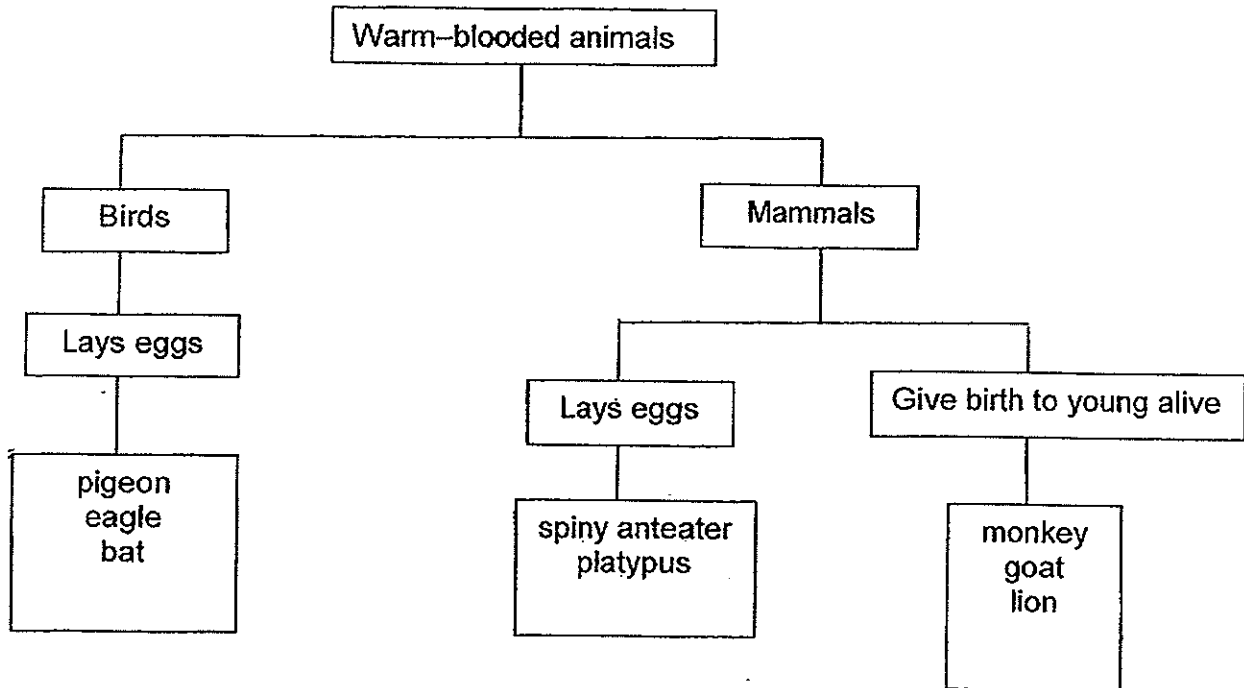 Warm–blooded animals
Birds
Mammals
Lays eggs
Lays eggs
Give birth to young alive
pigeon
eagle
bat
spiny anteater
platypus
monkey
goat
lion